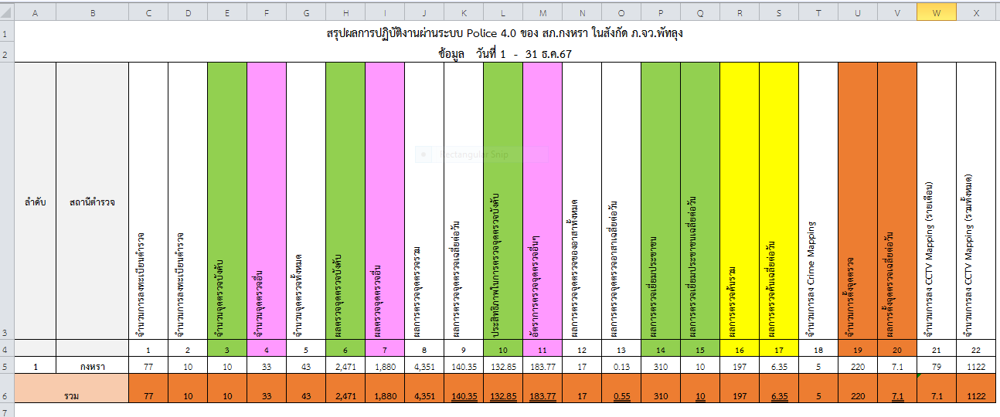 A B C D E F G H I J K L M N O P Q R S T U V W X
1 สรุปผลการปฏิบัติงานผ่านระบบ Police 4.0 ของ สภ.กงหรา ในสังกัด ภ.จว.พัทลุง
2 ข้อมูล วันที่ 1 - 31 ธ.ค.67
Rectangular Snip
3
ลำดับ
สถานีตำรวจ
จำนวนการลงทะเบียนตำรวจ
จำนวนการลงทะเบียนตำรวจ
จำนวนจุดตรวจบังคับ
จำนวนจุดตรวจอื่น
จำนวนจุดตรวจทั้งหมด
ผลตรวจจุดตรวจบังคับ
ผลตรวจจุดตรวจอื่น
ผลการตรวจจุดตรวจรวม
ผลการตรวจจุดตรวจเฉลี่ยต่อวัน
ประสิทธิภาพในการตรวจจุดตรวจบังคับ
อัตราการตรวจจุดตรวจอื่นๆ
ผลการตรวจจุดตรวจของอาสาทั้งหมด
ผลการตรวจจุดตรวจอาสาเฉลี่ยต่อวัน
ผลการตรวจเยี่ยมประชาชน
ผลการตรวจเยี่ยมประชาชนเฉลี่ยต่อวัน
ผลการตรวจค้นรวม
ผลการตรวจค้นเฉลี่ยต่อวัน
จำนวนการลง Crime Mapping
จำนวนการตั้งจุดตรวจ
ผลการตั้งจุดตรวจเฉลี่ยต่อวัน
จำนวนการลง CCTV Mapping (รายเดือน)
จำนวนการลง CCTV Mapping (รวมทั้งหมด)
4 1 2 3 4 5 6 7 8 9 10 11 12 13 14 15 16 17 18 19 20 21 22
5 1 กงหรา 77 10 10 33 43 2,471 1,880 4,351 140.35 132.85 183.77 17 0.13 310 10 197 6.35 5 220 7.1 79 1122
6 รวม 77 10 10 33 43 2,471 1,880 4,351 140.35 132.85 183.77 17 0.55 310 10 197 6.35 5 220 7.1 7.1 1122
7